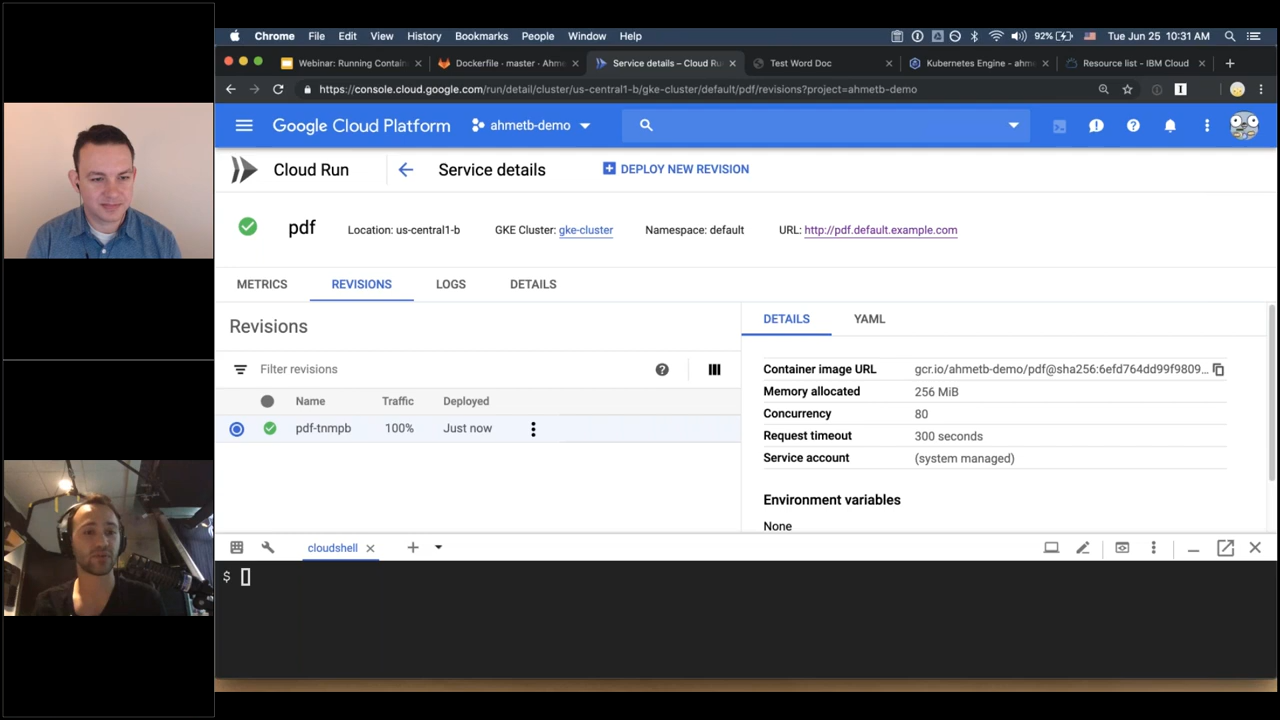 Chrome File Edit View History Bookmarks People Window Help 92% Tue Jun 25 10:31 AM
Webinar: Running Contain Dockerfile · master · Ahme Service details – Cloud Ru Test Word Doc Kubernetes Engine - ahm Resource list - IBM Cloud
https://console.cloud.google.com/run/detail/cluster/us-central1-b/gke-cluster/default/pdf/revisions?project=ahmetb-demo
Google Cloud Platform ahmetb-demo
Cloud Run Service details DEPLOY NEW REVISION
pdf Location: us-central1-b GKE Cluster: gke-cluster Namespace: default URL: http://pdf.default.example.com
METRICS REVISIONS LOGS DETAILS
Revisions
Filter revisions
Name Traffic Deployed
pdf-tnmpb 100% Just now
DETAILS YAML
Container image URL gcr.io/ahmetb-demo/pdf@sha256:6efd764dd99f9809...
Memory allocated 256 MiB
Concurrency 80
Request timeout 300 seconds
Service account (system managed)
Environment variables
None
cloudshell
$